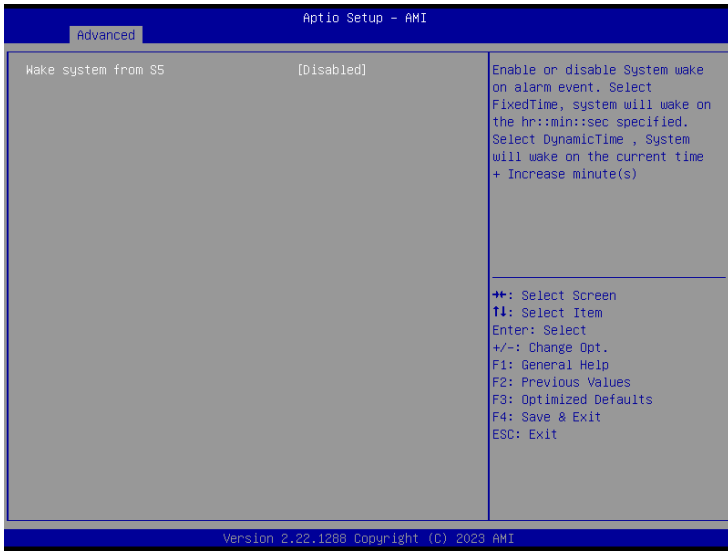 Aptio Setup - AMI
Advanced
Wake system from S5 [Disabled]
Enable or disable System wake
on alarm event. Select
FixedTime, system will wake on
the hr::min::sec specified.
Select DynamicTime , System
will wake on the current time
+ Increase minute(s)
→←: Select Screen
↑↓: Select Item
Enter: Select
+/-: Change Opt.
F1: General Help
F2: Previous Values
F3: Optimized Defaults
F4: Save & Exit
ESC: Exit
Version 2.22.1288 Copyright (C) 2023 AMI